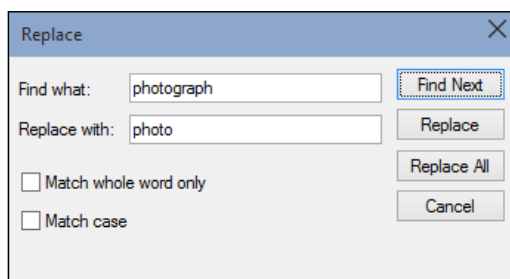 Replace
Find what: photograph Find Next
Replace with: photo Replace
Replace All
Match whole word only
Cancel
Match case